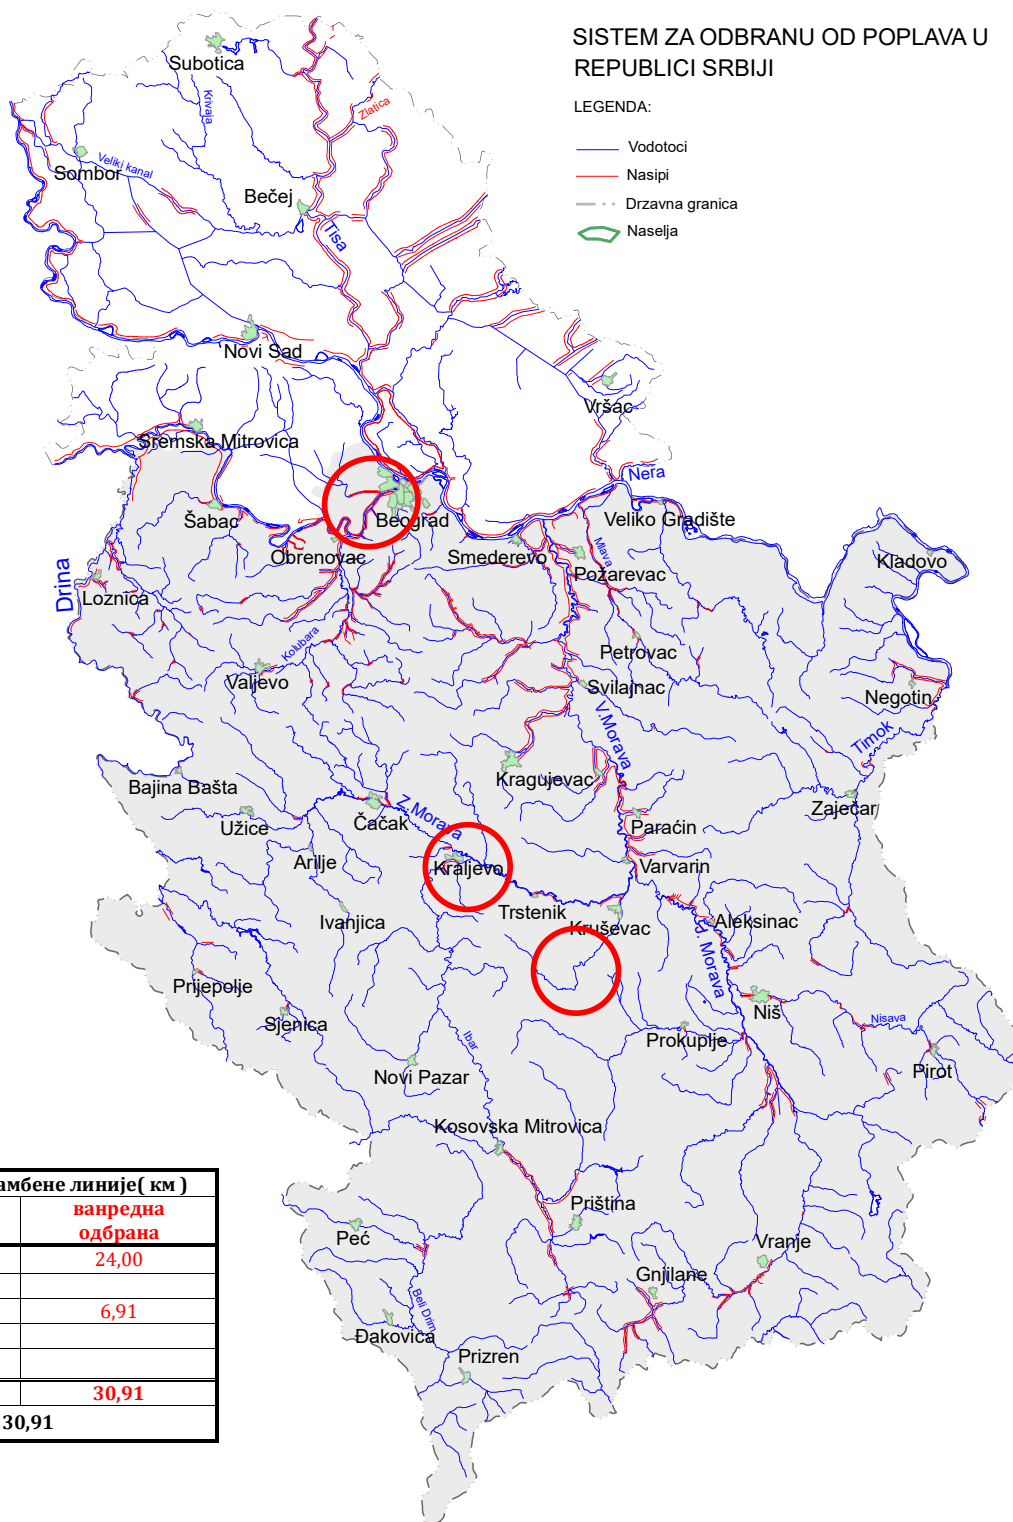 SISTEM ZA ODBRANU OD POPLAVA U
REPUBLICI SRBIJI
LEGENDA:
Vodotoci
Nasipi
Drzavna granica
Naselja
Subotica
Krivaja
Zlatica
Sombor
Veliki kanal
Bečej
Tisa
Novi Sad
Vršac
Sremska Mitrovica
Nera
Šabac
Beograd
Veliko Gradište
Obrenovac
Smederevo
Mlava
Požarevac
Kladovo
Drina
Loznica
Kolubara
Petrovac
Valjevo
Svilajnac
Negotin
V.Morava
Timok
Bajina Bašta
Kragujevac
Zaječar
Užice
Čačak
Z.Morava
Paraćin
Arilje
Kraljevo
Varvarin
Ivanjica
Trstenik
Kruševac
Aleksinac
J. Morava
Prijepolje
Sjenica
Niš
Nisava
Ibar
Prokuplje
Pirot
Novi Pazar
Kosovska Mitrovica
Priština
Peć
Vranje
Gnjilane
Beli Drim
Đakovica
Prizren
амбене линије( км )
ванредна
одбрана
24,00
6,91
30,91
30,91